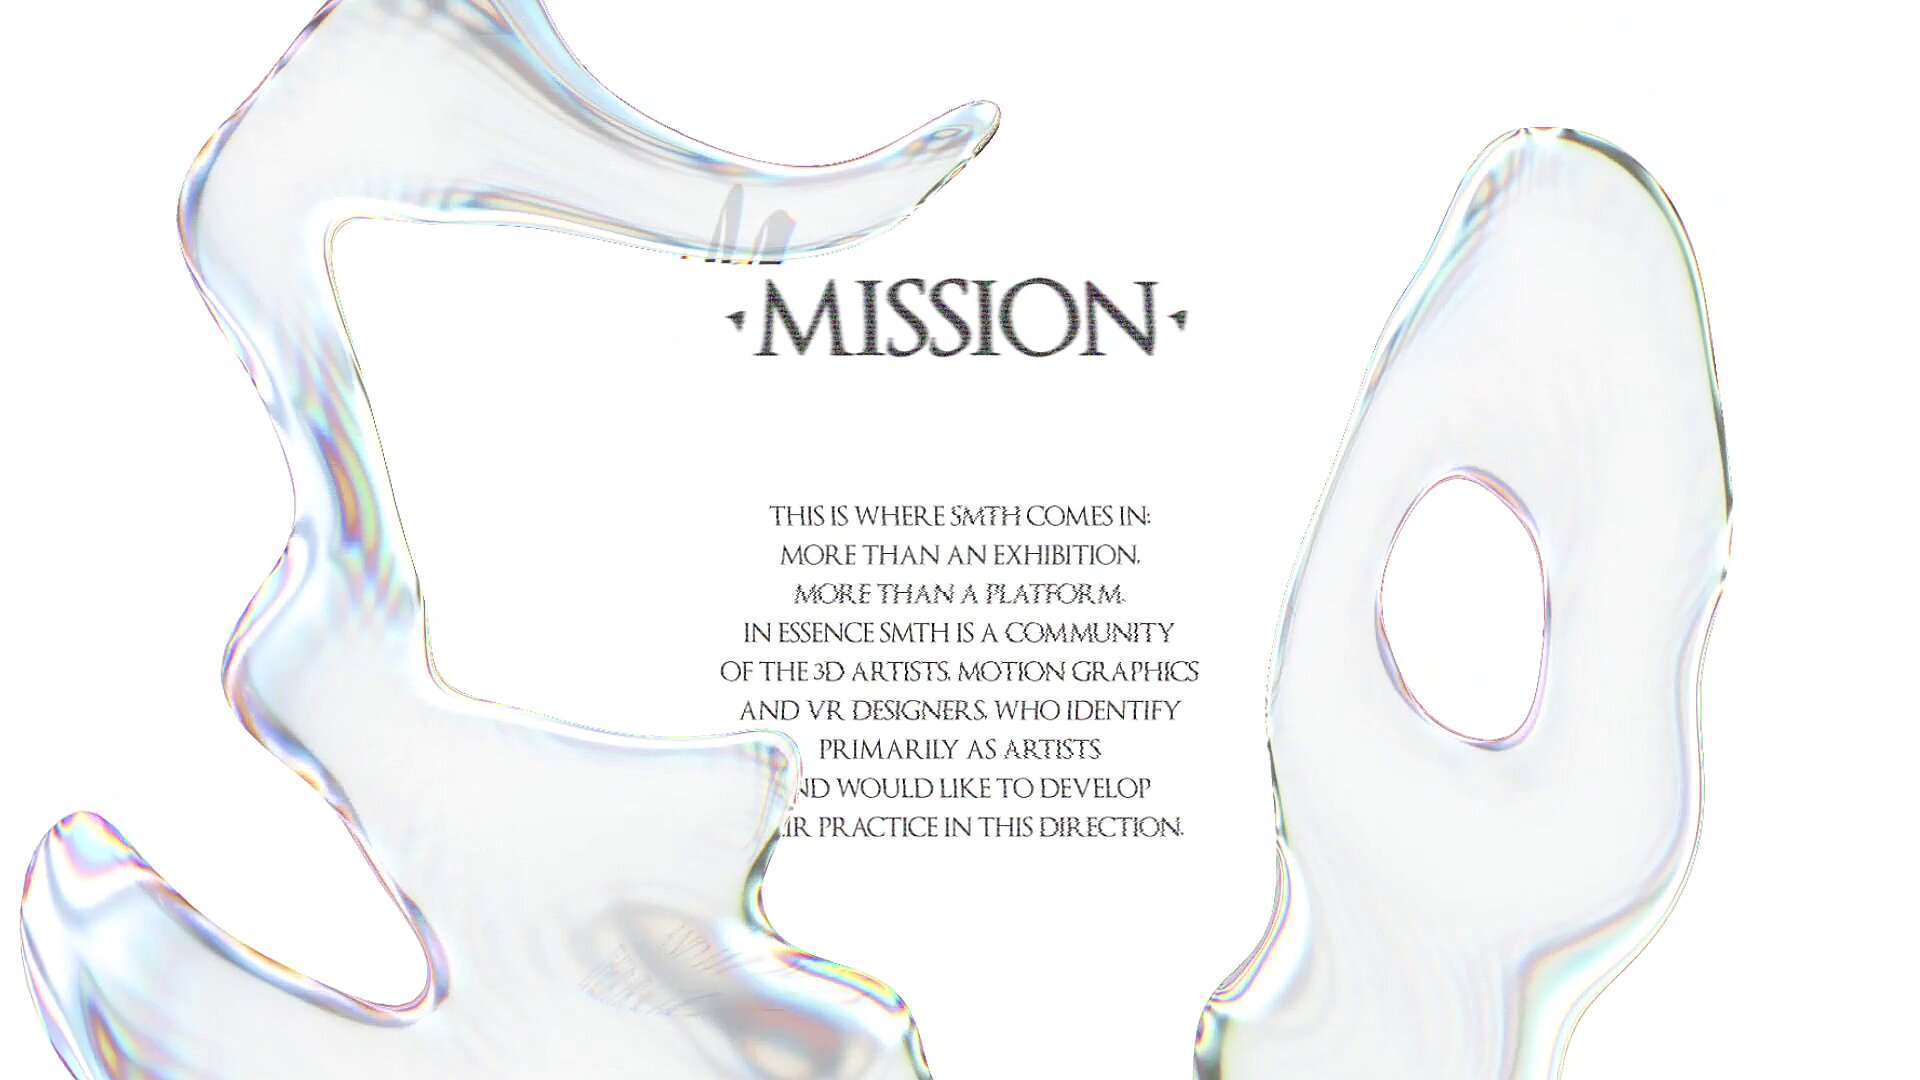 MISSION
THIS IS WHERE SMTH COMES IN:
MORE THAN AN EXHIBITION,
MORE THAN A PLATFORM.
IN ESSENCE SMTH IS A COMMUNITY
OF THE 3D ARTISTS, MOTION GRAPHICS
AND VR DESIGNERS, WHO IDENTIFY
PRIMARILY AS ARTISTS
ND WOULD LIKE TO DEVELOP
IR PRACTICE IN THIS DIRECTION.